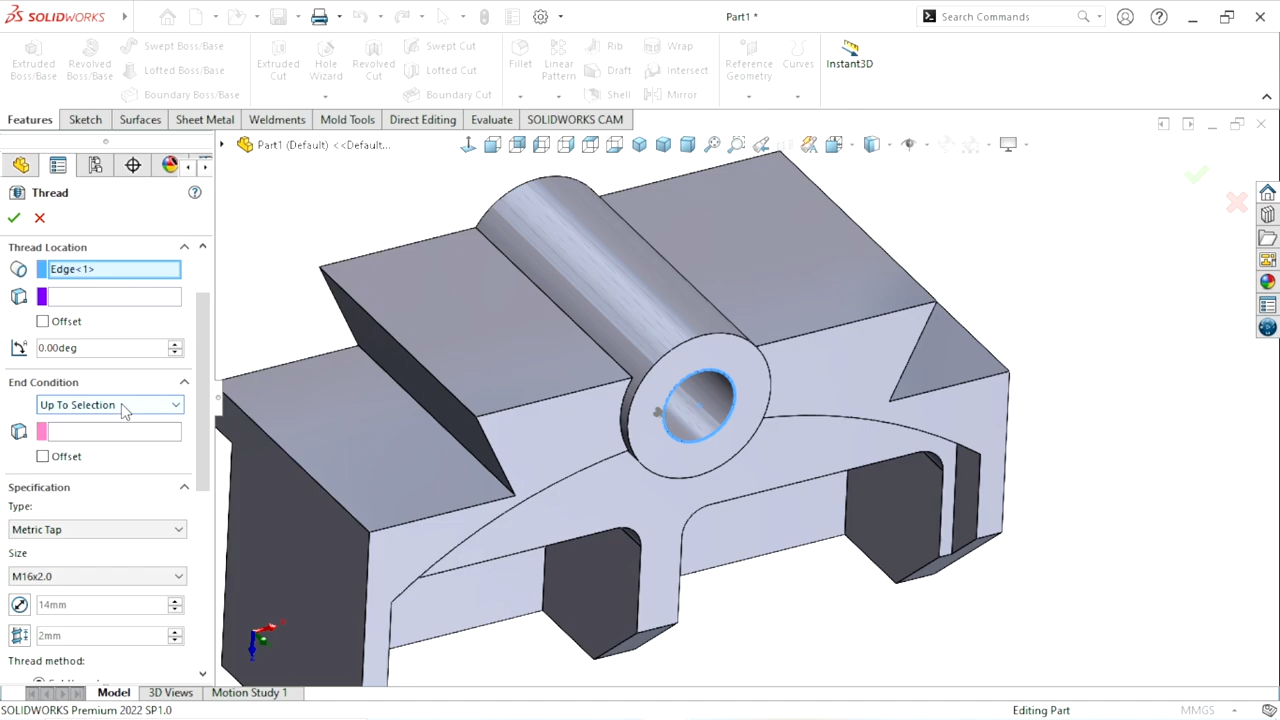 SOLIDWORKS
Part1 *
Search Commands
Extruded Boss/Base
Revolved Boss/Base
Swept Boss/Base
Lofted Boss/Base
Boundary Boss/Base
Extruded Cut
Hole Wizard
Revolved Cut
Swept Cut
Lofted Cut
Boundary Cut
Fillet
Linear Pattern
Rib
Draft
Shell
Wrap
Intersect
Mirror
Reference Geometry
Curves
Instant3D
Features
Sketch
Surfaces
Sheet Metal
Weldments
Mold Tools
Direct Editing
Evaluate
SOLIDWORKS CAM
Part1 (Default) <<Default...
Thread
Thread Location
Edge<1>
Offset
0.00deg
End Condition
Up To Selection
Offset
Specification
Type:
Metric Tap
Size
M16x2.0
14mm
2mm
Thread method:
Model
3D Views
Motion Study 1
SOLIDWORKS Premium 2022 SP1.0
Editing Part
MMGS